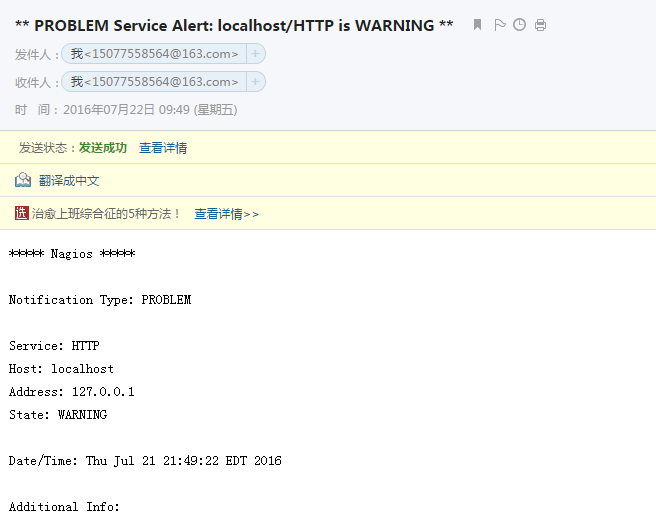 ** PROBLEM Service Alert: localhost/HTTP is WARNING **
发件人：我<15077558564@163.com> +
收件人：我<15077558564@163.com> +
时 间：2016年07月22日 09:49 (星期五)
发送状态：发送成功 查看详情
翻译成中文
选 治愈上班综合征的5种方法！ 查看详情>>
***** Nagios *****
Notification Type: PROBLEM
Service: HTTP
Host: localhost
Address: 127.0.0.1
State: WARNING
Date/Time: Thu Jul 21 21:49:22 EDT 2016
Additional Info: